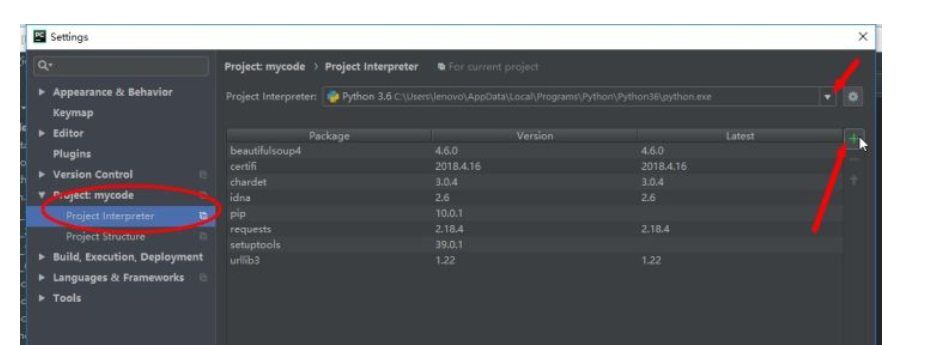 PC Settings
Project: mycode › Project Interpreter For current project
Appearance & Behavior
Project Interpreter: Python 3.6 C:\Users\lenovo\AppData\Local\Programs\Python\Python36\python.exe
Keymap
Editor
Plugins
Version Control
Project: mycode
Project Interpreter
Project Structure
Build, Execution, Deployment
Languages & Frameworks
Tools
Package Version Latest
beautifulsoup4 4.6.0 4.6.0
certifi 2018.4.16 2018.4.16
chardet 3.0.4 3.0.4
idna 2.6 2.6
pip 10.0.1
requests 2.18.4 2.18.4
setuptools 39.0.1
urllib3 1.22 1.22